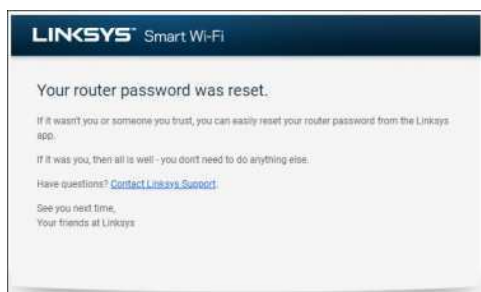 LINKSYS™ Smart Wi-Fi
Your router password was reset.
If it wasn't you or someone you trust, you can easily reset your router password from the Linksys
app.
If it was you, then all is well - you don't need to do anything else.
Have questions? Contact Linksys Support.
See you next time,
Your friends at Linksys